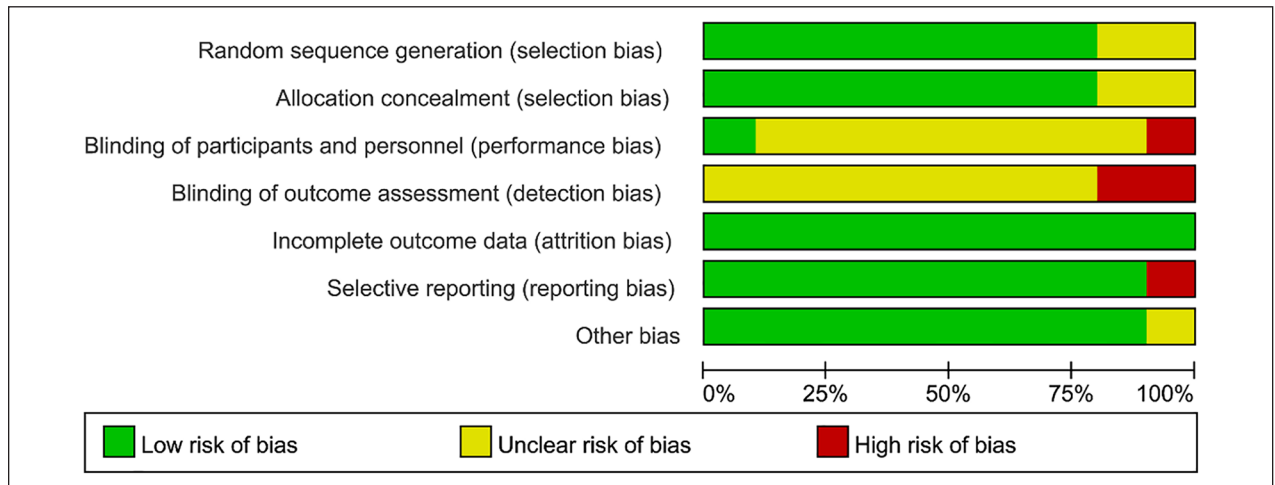 Random sequence generation (selection bias)
Allocation concealment (selection bias)
Blinding of participants and personnel (performance bias)
Blinding of outcome assessment (detection bias)
Incomplete outcome data (attrition bias)
Selective reporting (reporting bias)
Other bias
0% 25% 50% 75% 100%
Low risk of bias Unclear risk of bias High risk of bias